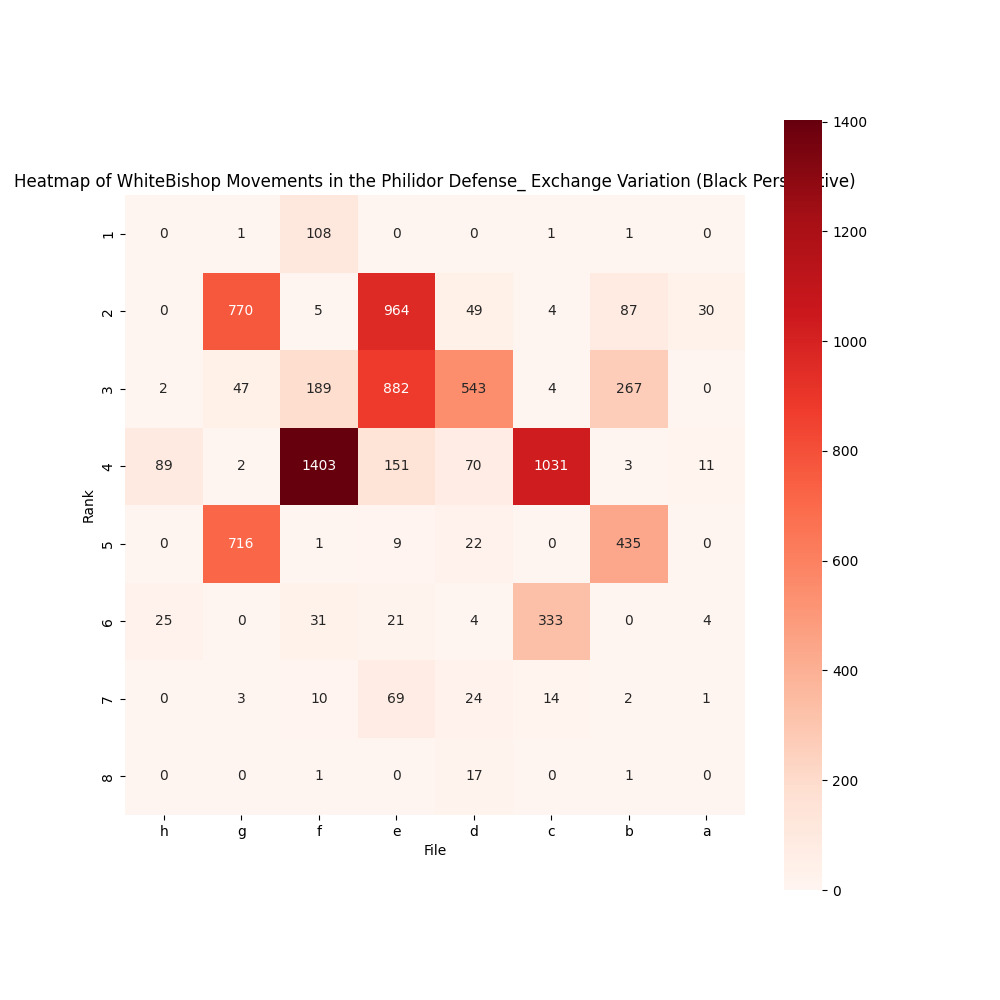 Heatmap of WhiteBishop Movements in the Philidor Defense_ Exchange Variation (Black Perspective)
1400
1200
1000
800
600
400
200
0
Rank
1 0 1 108 0 0 1 1 0
2 0 770 5 964 49 4 87 30
3 2 47 189 882 543 4 267 0
4 89 2 1403 151 70 1031 3 11
5 0 716 1 9 22 0 435 0
6 25 0 31 21 4 333 0 4
7 0 3 10 69 24 14 2 1
8 0 0 1 0 17 0 1 0
h g f e d c b a
File